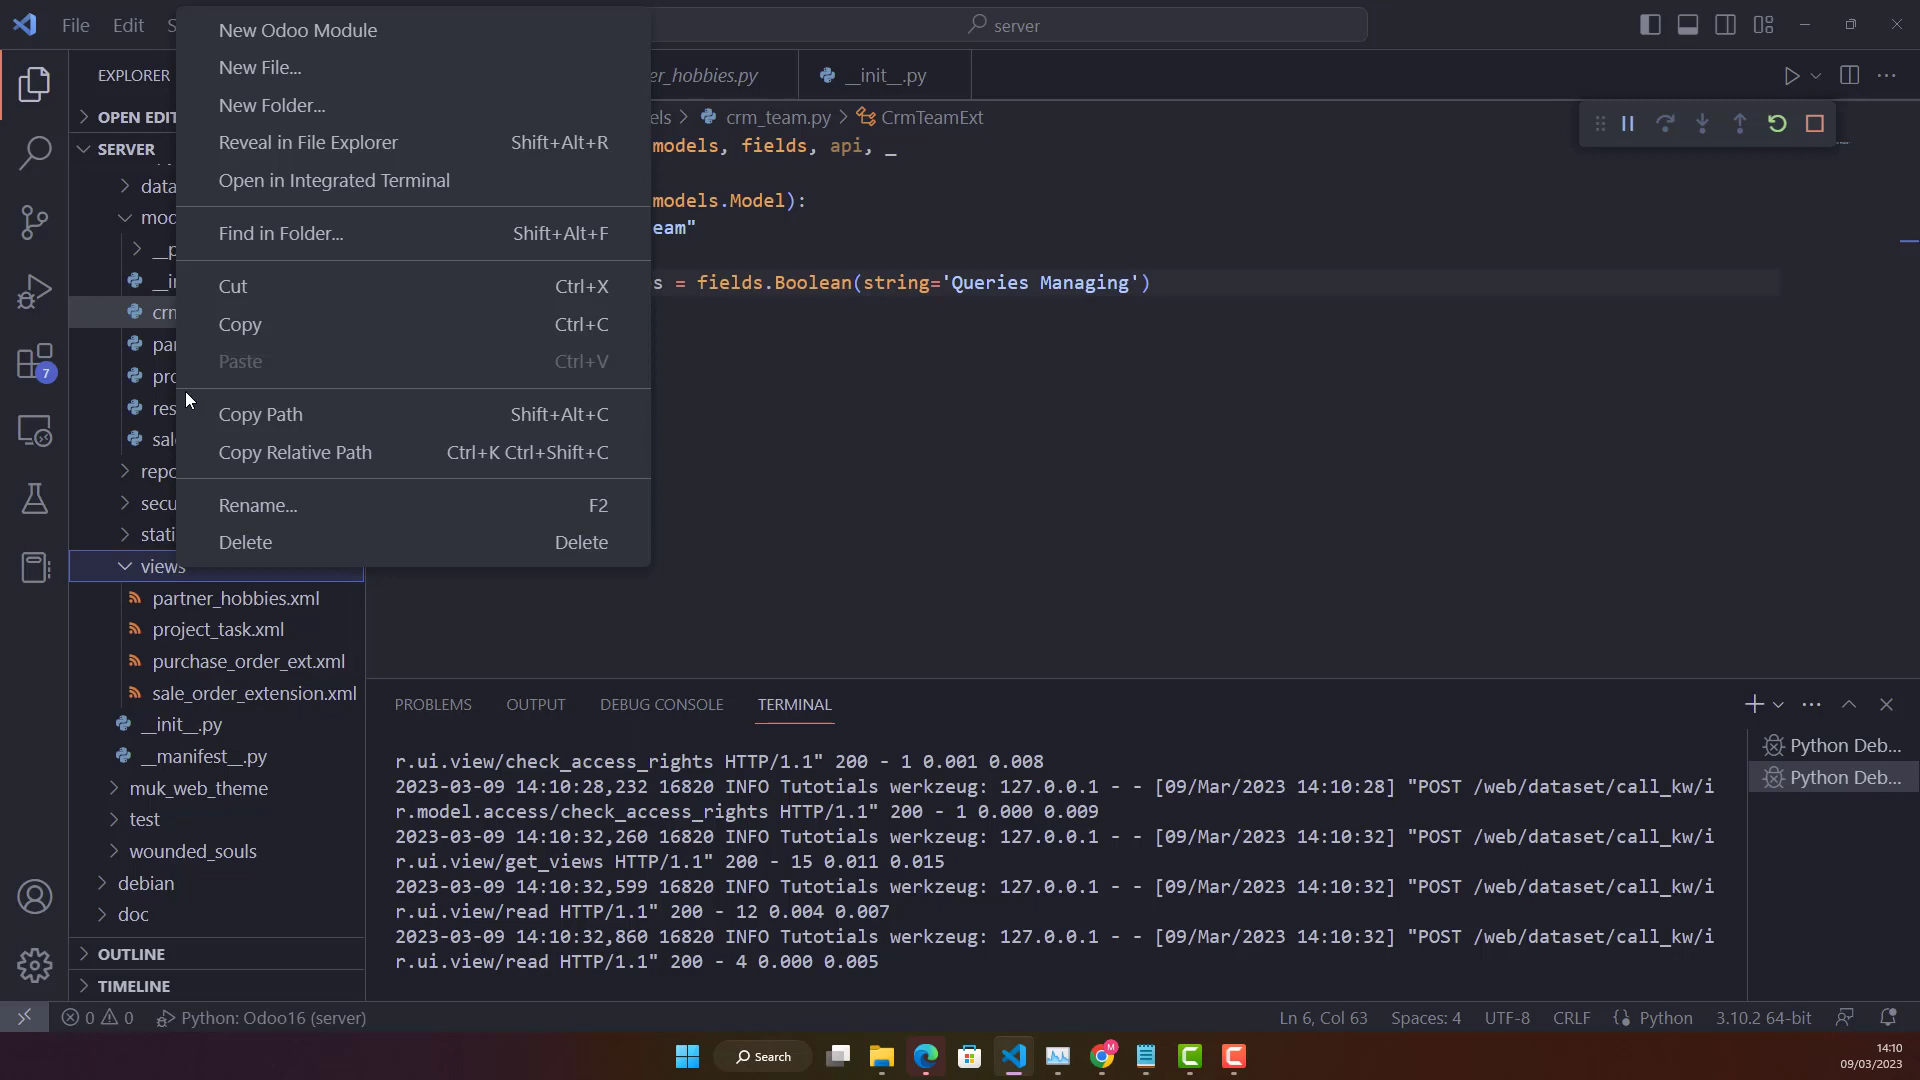 File
Edit
S
server
EXPLORER
OPEN EDIT
SERVER
data
mod
__p
__in
crm
par
pro
res
sale
repo
secu
stati
views
partner_hobbies.xml
project_task.xml
purchase_order_ext.xml
sale_order_extension.xml
__init__.py
__manifest__.py
muk_web_theme
test
wounded_souls
debian
doc
OUTLINE
TIMELINE
7
New Odoo Module
New File...
New Folder...
Reveal in File Explorer Shift+Alt+R
Open in Integrated Terminal
Find in Folder... Shift+Alt+F
Cut Ctrl+X
Copy Ctrl+C
Paste Ctrl+V
Copy Path Shift+Alt+C
Copy Relative Path Ctrl+K Ctrl+Shift+C
Rename... F2
Delete Delete
er_hobbies.py
__init__.py
els > crm_team.py > CrmTeamExt
models, fields, api, _
models.Model):
eam"
s = fields.Boolean(string='Queries Managing')
PROBLEMS OUTPUT DEBUG CONSOLE TERMINAL
r.ui.view/check_access_rights HTTP/1.1" 200 - 1 0.001 0.008
2023-03-09 14:10:28,232 16820 INFO Tutotials werkzeug: 127.0.0.1 - - [09/Mar/2023 14:10:28] "POST /web/dataset/call_kw/i
r.model.access/check_access_rights HTTP/1.1" 200 - 1 0.000 0.009
2023-03-09 14:10:32,260 16820 INFO Tutotials werkzeug: 127.0.0.1 - - [09/Mar/2023 14:10:32] "POST /web/dataset/call_kw/i
r.ui.view/get_views HTTP/1.1" 200 - 15 0.011 0.015
2023-03-09 14:10:32,599 16820 INFO Tutotials werkzeug: 127.0.0.1 - - [09/Mar/2023 14:10:32] "POST /web/dataset/call_kw/i
r.ui.view/read HTTP/1.1" 200 - 12 0.004 0.007
2023-03-09 14:10:32,860 16820 INFO Tutotials werkzeug: 127.0.0.1 - - [09/Mar/2023 14:10:32] "POST /web/dataset/call_kw/i
r.ui.view/read HTTP/1.1" 200 - 4 0.000 0.005
Python Deb...
Python Deb...
0 0 Python: Odoo16 (server)
Ln 6, Col 63 Spaces: 4 UTF-8 CRLF Python 3.10.2 64-bit
Search
M
14:10
09/03/2023